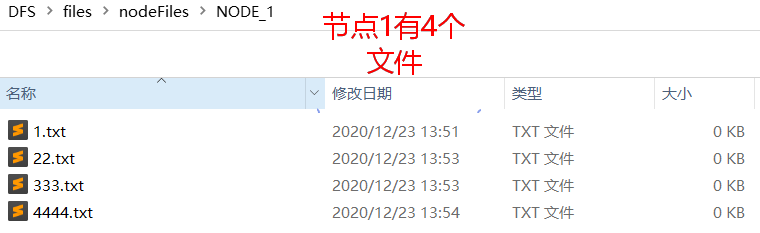 DFS > files > nodeFiles > NODE_1
节点1有4个
文件
名称 修改日期 类型 大小
1.txt 2020/12/23 13:51 TXT 文件 0 KB
22.txt 2020/12/23 13:53 TXT 文件 0 KB
333.txt 2020/12/23 13:53 TXT 文件 0 KB
4444.txt 2020/12/23 13:54 TXT 文件 0 KB